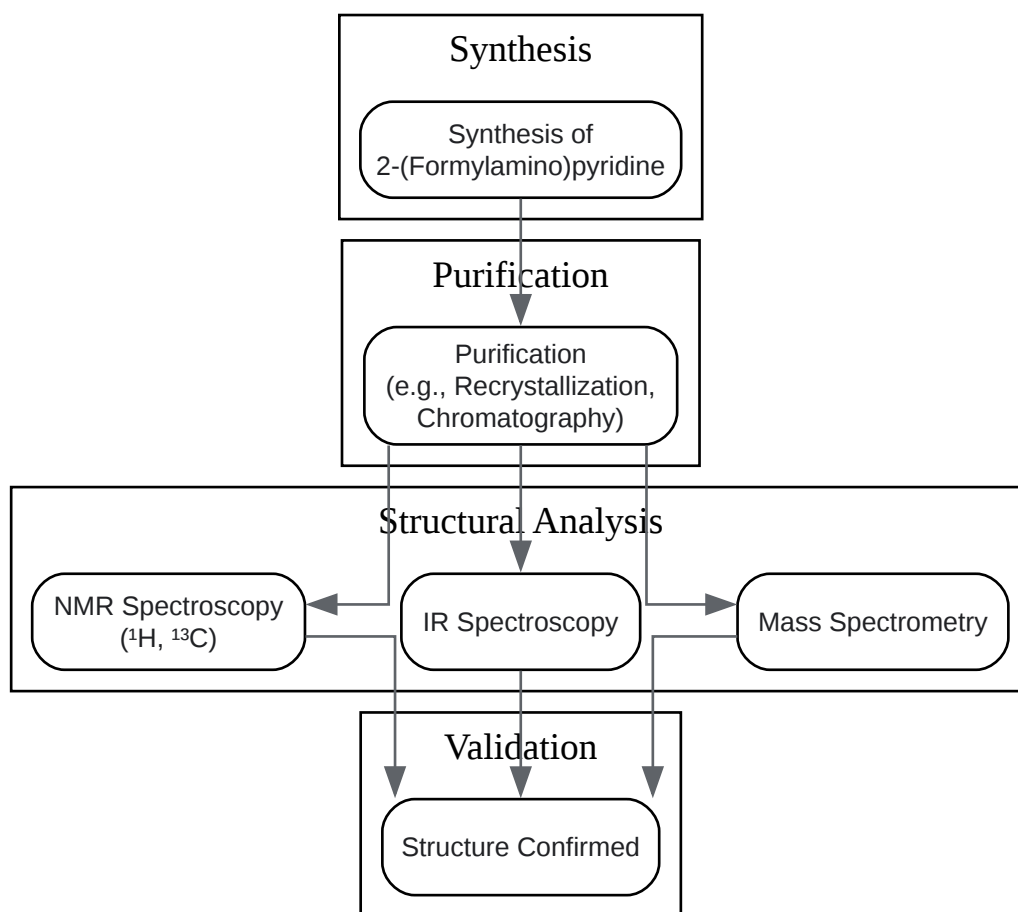 Synthesis
Synthesis of
2-(Formylamino)pyridine
Purification
Purification
(e.g., Recrystallization,
Chromatography)
Structural Analysis
NMR Spectroscopy
(¹H, ¹³C)
IR Spectroscopy
Mass Spectrometry
Validation
Structure Confirmed